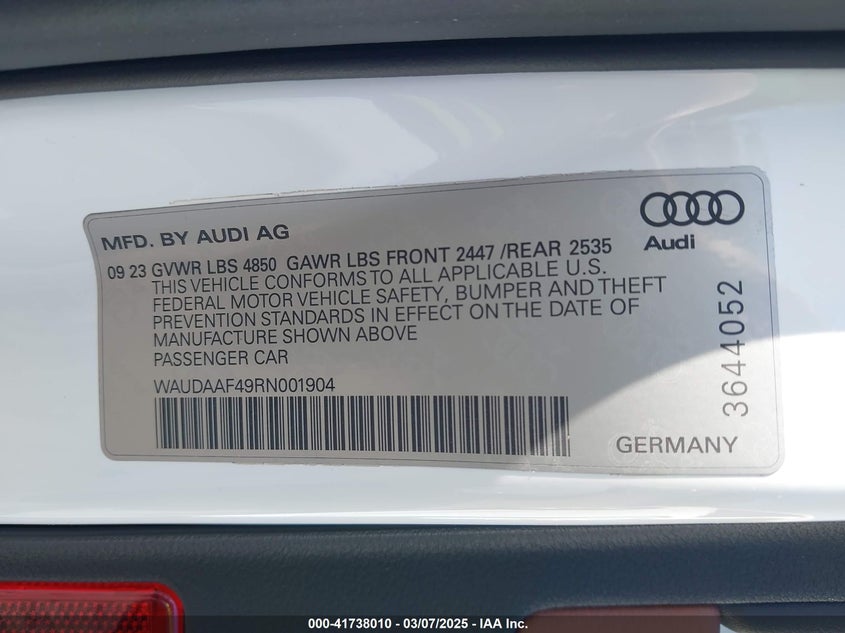 MFD. BY AUDI AG
Audi
09 23 GVWR LBS 4850 GAWR LBS FRONT 2447 /REAR 2535
THIS VEHICLE CONFORMS TO ALL APPLICABLE U.S.
FEDERAL MOTOR VEHICLE SAFETY, BUMPER AND THEFT
PREVENTION STANDARDS IN EFFECT ON THE DATE OF
MANUFACTURE SHOWN ABOVE
PASSENGER CAR
WAUDAAF49RN001904
3644052
GERMANY
000-41738010 — 03/07/2025 — IAA Inc.